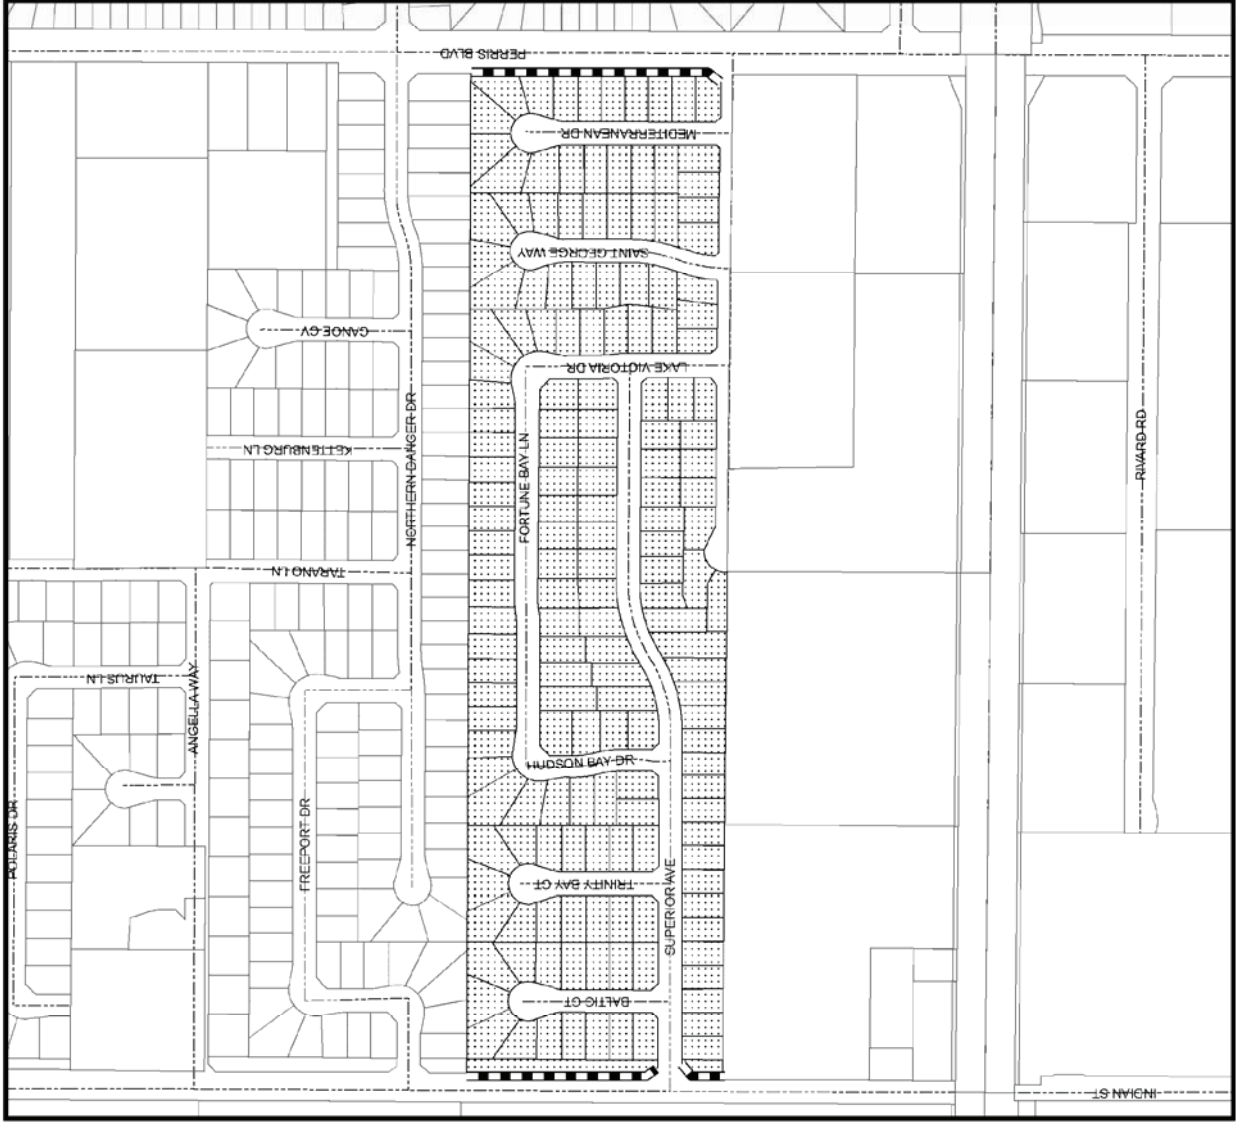 PERRIS BLVD
MEDITERRANEAN DR
SAINT GEORGE WAY
CANOE CV
LAKE VICTORIA DR
NORTHERN DANCER DR
KETTENBURG LN
FORTUNE BAY LN
RIVARD RD
TARANO LN
TAURUS LN
ANGELLA WAY
HUDSON BAY DR
POLARIS DR
FREEPORT DR
TRINITY BAY CT
SUPERIOR AVE
BALTIC CT
INDIAN ST